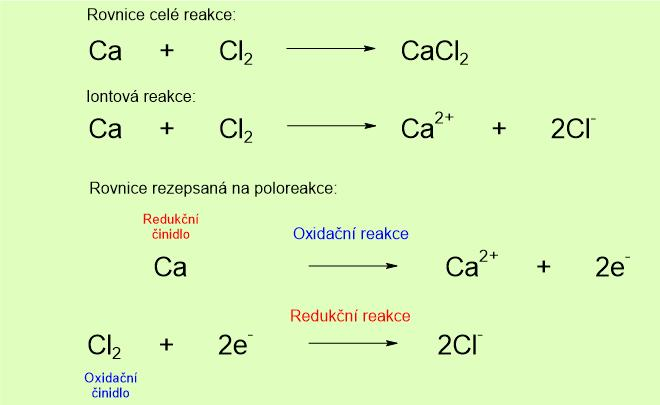 Rovnice celé reakce:
Ca + Cl₂ → CaCl₂
Iontová reakce:
Ca + Cl₂ → Ca²⁺ + 2Cl⁻
Rovnice rezepsaná na poloreakce:
Redukční
činidlo
Oxidační reakce
Ca → Ca²⁺ + 2e⁻
Redukční reakce
Cl₂ + 2e⁻ → 2Cl⁻
Oxidační
činidlo